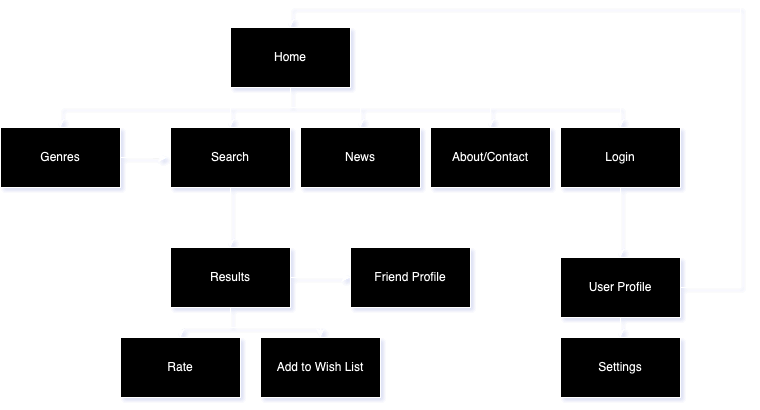 Home
Genres
Search
News
About/Contact
Login
Results
Friend Profile
User Profile
Rate
Add to Wish List
Settings